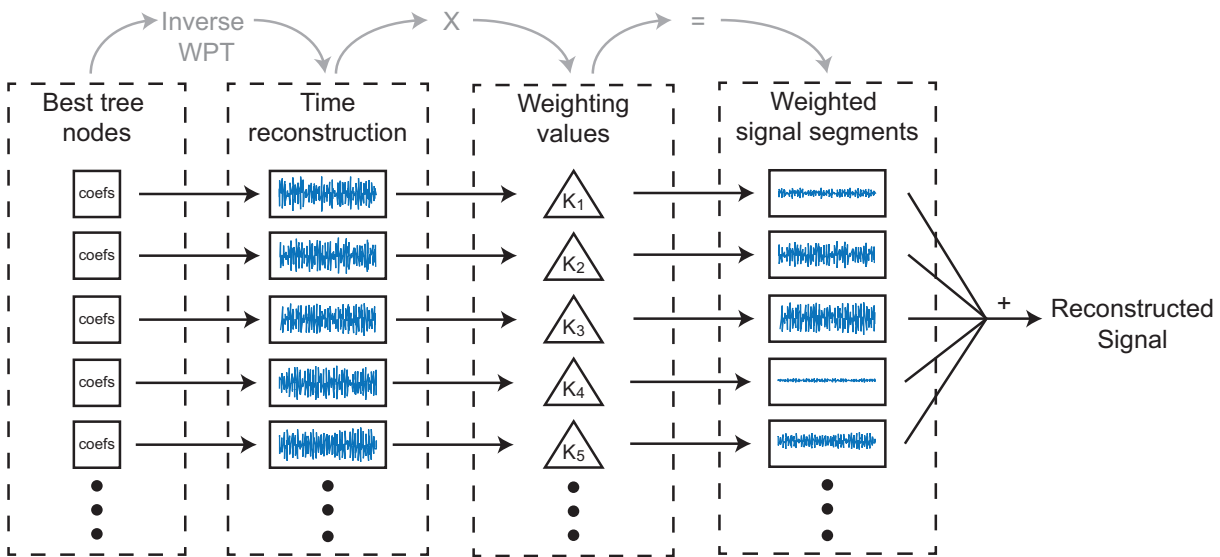 Inverse
WPT
X
=
Best tree
nodes
Time
reconstruction
Weighting
values
Weighted
signal segments
coefs
K1
coefs
K2
coefs
K3
+
Reconstructed
Signal
coefs
K4
coefs
K5